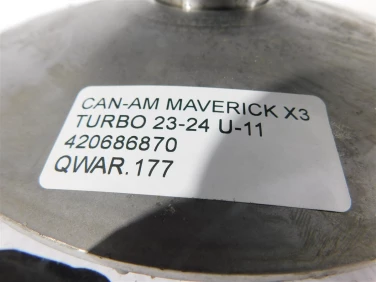 CAN-AM MAVERICK X3
TURBO 23-24 U-11
420686870
QWAR.177